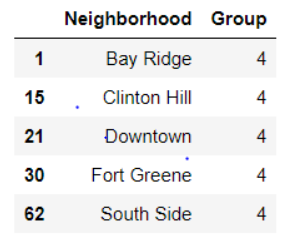 Neighborhood Group
1 Bay Ridge 4
15 Clinton Hill 4
21 Downtown 4
30 Fort Greene 4
62 South Side 4